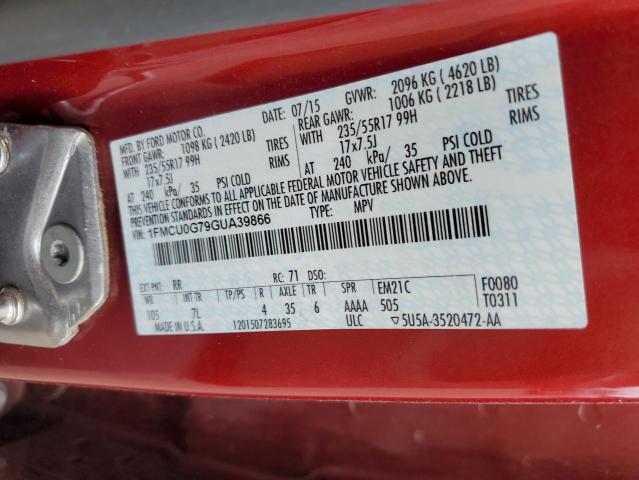 MFD. BY FORD MOTOR CO. DATE: 07/15 GVWR: 2096 KG ( 4620 LB)
FRONT GAWR: 1098 KG ( 2420 LB) REAR GAWR: 1006 KG ( 2218 LB)
WITH 235/55R17 99H TIRES WITH 235/55R17 99H TIRES
17x7.5J RIMS 17x7.5J RIMS
AT 240 kPa/ 35 PSI COLD AT 240 kPa/ 35 PSI COLD
THIS VEHICLE CONFORMS TO ALL APPLICABLE FEDERAL MOTOR VEHICLE SAFETY AND THEFT
PREVENTION STANDARDS IN EFFECT ON THE DATE OF MANUFACTURE SHOWN ABOVE.
1FMCU0G79GUA39866 TYPE: MPV
EXT PNT: RR RC: 71 DSO: F0080
WB INT TR TP/PS R AXLE TR SPR EM21C T0311
105 7L 4 35 6 AAAA 505
MADE IN U.S.A. 1201507283695 ULC ▽5U5A-3520472-AA